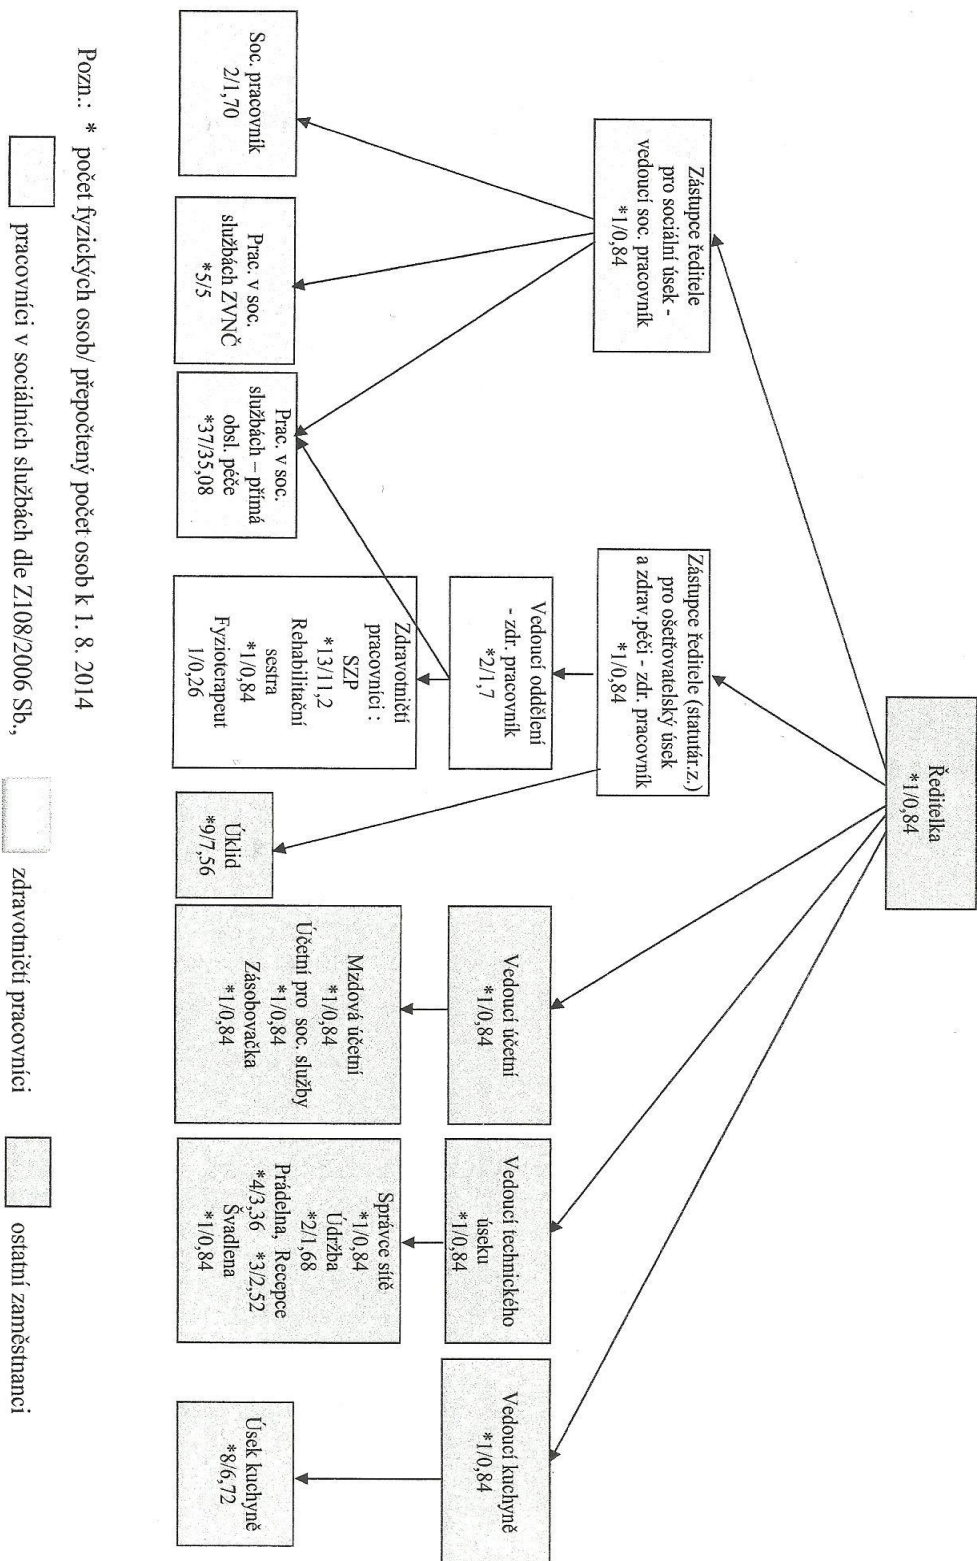 Ředitelka
*1/0,84
Zástupce ředitele
pro sociální úsek -
vedoucí soc. pracovník
*1/0,84
Zástupce ředitele (statutár.z.)
pro ošetřovatelský úsek
a zdrav.péči - zdr. pracovník
*1/0,84
Vedoucí oddělení
- zdr. pracovník
*2/1,7
Vedoucí účetní
*1/0,84
Vedoucí technického
úseku
*1/0,84
Vedoucí kuchyně
*1/0,84
Soc. pracovník
2/1,70
Prac. v soc.
službách ZVNČ
*5/5
Prac. v soc.
službách – přímá
obsl. péče
*37/35,08
Zdravotničtí
pracovníci :
SZP
*13/11,2
Rehabilitační
sestra
*1/0,84
Fyzioterapeut
1/0,26
Úklid
*9/7,56
Mzdová účetní
*1/0,84
Účetní pro soc. služby
*1/0,84
Zásobovačka
*1/0,84
Správce sítě
*1/0,84
Údržba
*2/1,68
Prádelna, Recepce
*4/3,36 *3/2,52
Švadlena
*1/0,84
Úsek kuchyně
*8/6,72
Pozn.: * počet fyzických osob/ přepočtený počet osob k 1. 8. 2014
pracovníci v sociálních službách dle Z108/2006 Sb., zdravotničtí pracovníci ostatní zaměstnanci